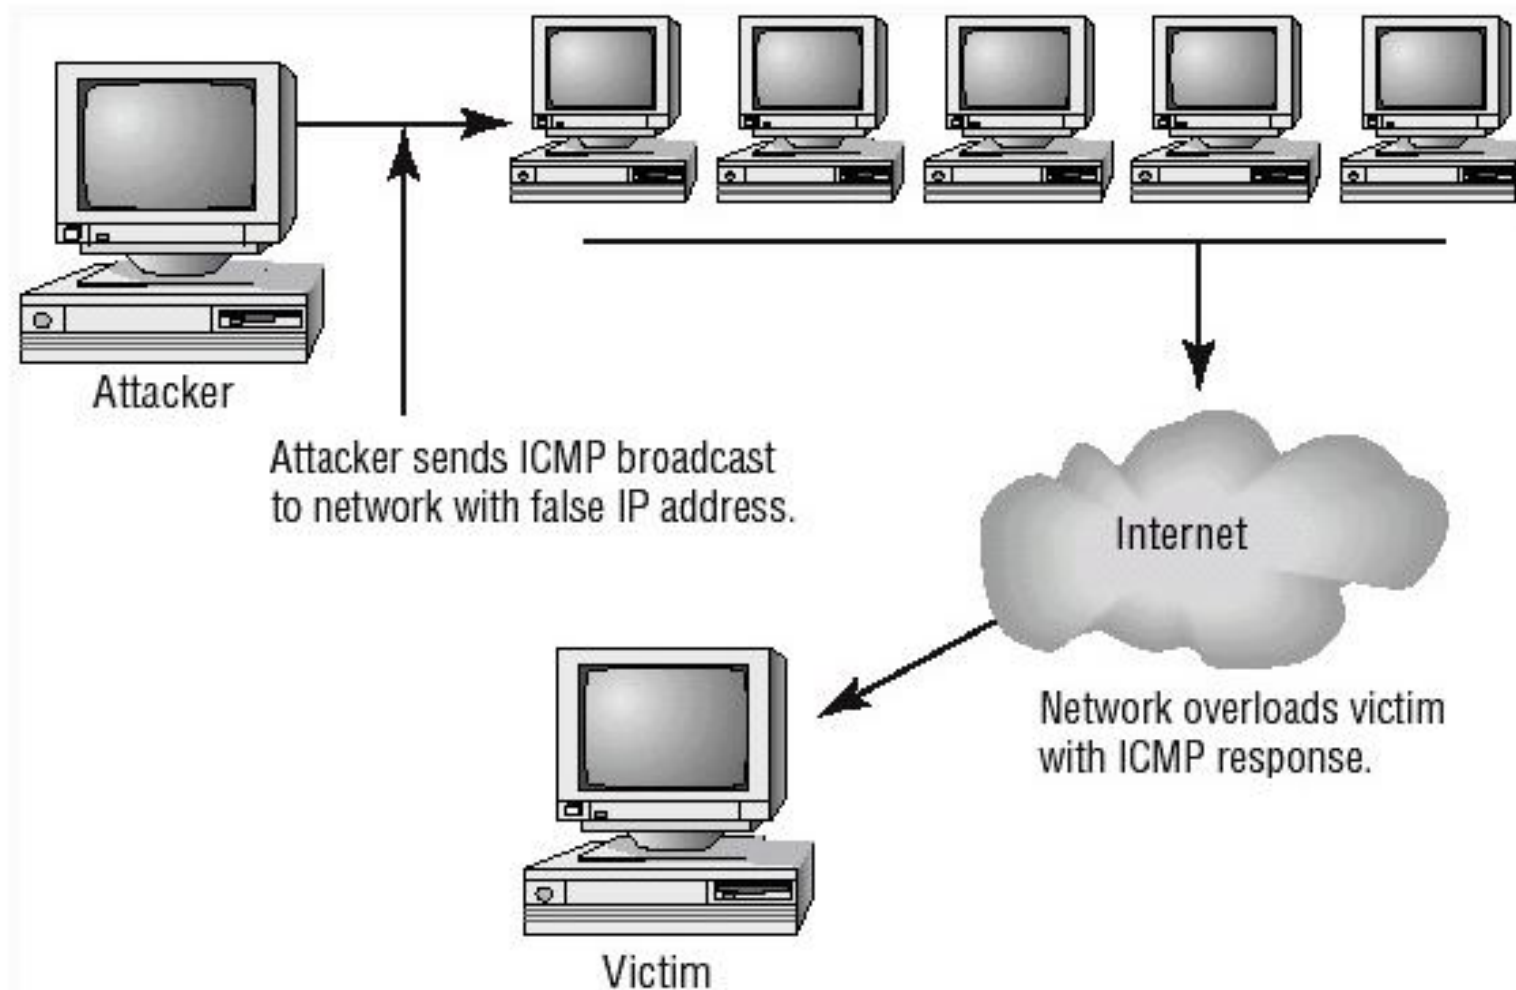 Attacker
Attacker sends ICMP broadcast
to network with false IP address.
Internet
Network overloads victim
with ICMP response.
Victim